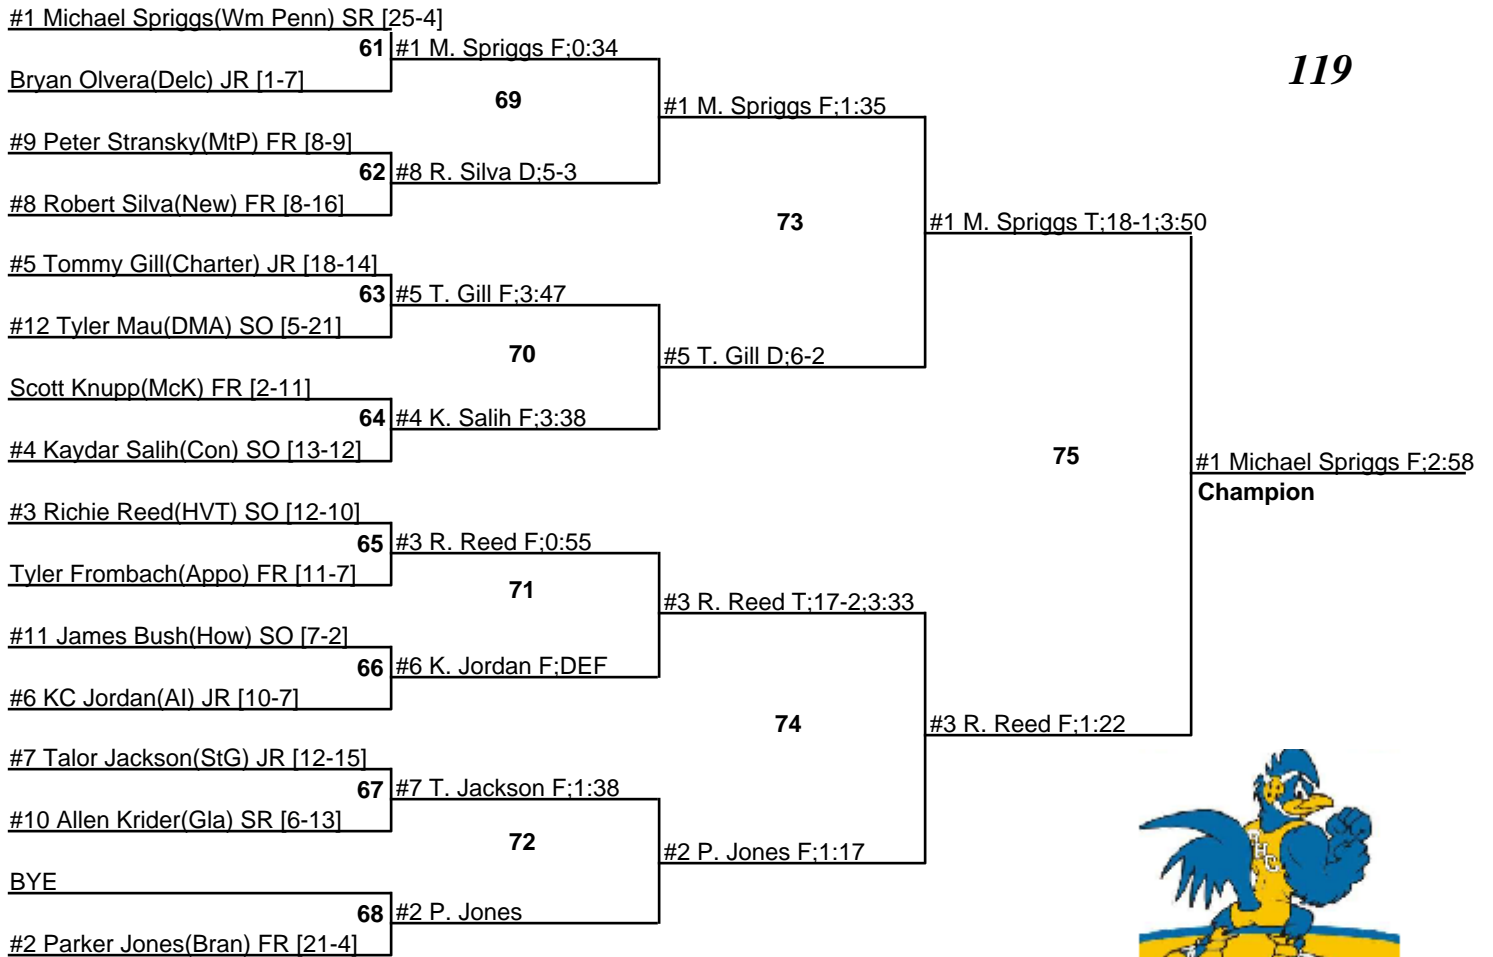 #1 Michael Spriggs(Wm Penn) SR [25-4]
61 #1 M. Spriggs F;0:34
119
Bryan Olvera(Delc) JR [1-7]
69
#1 M. Spriggs F;1:35
#9 Peter Stransky(MtP) FR [8-9]
62 #8 R. Silva D;5-3
#8 Robert Silva(New) FR [8-16]
73
#1 M. Spriggs T;18-1;3:50
#5 Tommy Gill(Charter) JR [18-14]
63 #5 T. Gill F;3:47
#12 Tyler Mau(DMA) SO [5-21]
70
#5 T. Gill D;6-2
Scott Knupp(McK) FR [2-11]
64 #4 K. Salih F;3:38
#4 Kaydar Salih(Con) SO [13-12]
75
#1 Michael Spriggs F;2:58
Champion
#3 Richie Reed(HVT) SO [12-10]
65 #3 R. Reed F;0:55
Tyler Frombach(Appo) FR [11-7]
71
#3 R. Reed T;17-2;3:33
#11 James Bush(How) SO [7-2]
66 #6 K. Jordan F;DEF
#6 KC Jordan(AI) JR [10-7]
74
#3 R. Reed F;1:22
#7 Talor Jackson(StG) JR [12-15]
67 #7 T. Jackson F;1:38
#10 Allen Krider(Gla) SR [6-13]
72
#2 P. Jones F;1:17
BYE
68 #2 P. Jones
#2 Parker Jones(Bran) FR [21-4]